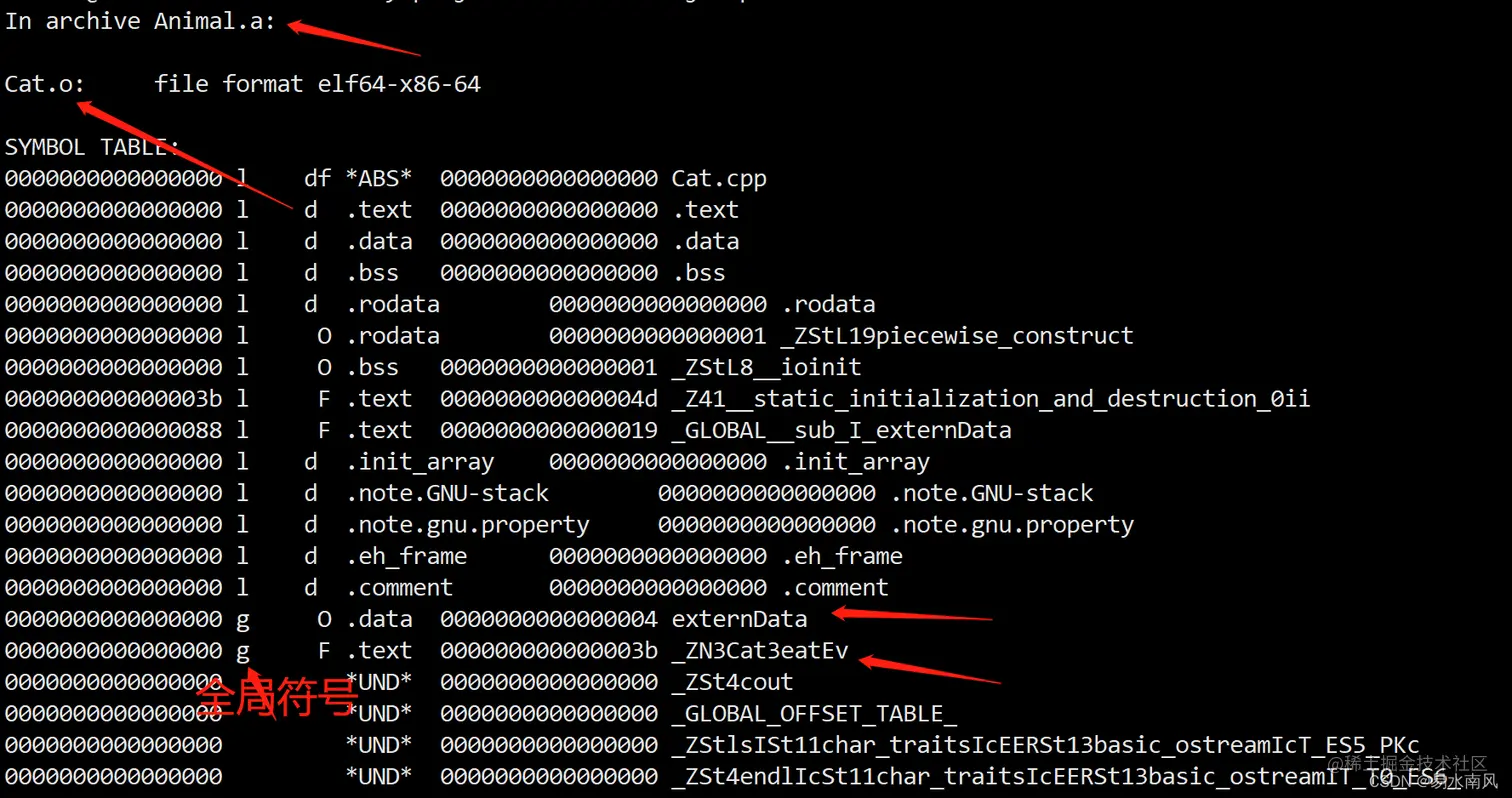 In archive Animal.a:
Cat.o:     file format elf64-x86-64
SYMBOL TABLE:
0000000000000000 l    df *ABS*  0000000000000000 Cat.cpp
0000000000000000 l    d  .text  0000000000000000 .text
0000000000000000 l    d  .data  0000000000000000 .data
0000000000000000 l    d  .bss   0000000000000000 .bss
0000000000000000 l    d  .rodata        0000000000000000 .rodata
0000000000000000 l     O .rodata        0000000000000001 _ZStL19piecewise_construct
0000000000000000 l     O .bss   0000000000000001 _ZStL8__ioinit
000000000000003b l     F .text  000000000000004d _Z41__static_initialization_and_destruction_0ii
0000000000000088 l     F .text  0000000000000019 _GLOBAL__sub_I_externData
0000000000000000 l    d  .init_array    0000000000000000 .init_array
0000000000000000 l    d  .note.GNU-stack        0000000000000000 .note.GNU-stack
0000000000000000 l    d  .note.gnu.property     0000000000000000 .note.gnu.property
0000000000000000 l    d  .eh_frame      0000000000000000 .eh_frame
0000000000000000 l    d  .comment       0000000000000000 .comment
0000000000000000 g     O .data  0000000000000004 externData
0000000000000000 g     F .text  000000000000003b _ZN3Cat3eatEv
0000000000000000         *UND*  0000000000000000 _ZSt4cout
全局符号
0000000000000000         *UND*  0000000000000000 _GLOBAL_OFFSET_TABLE_
0000000000000000         *UND*  0000000000000000 _ZStlsISt11char_traitsIcEERSt13basic_ostreamIcT_ES5_PKc
0000000000000000         *UND*  0000000000000000 _ZSt4endlIcSt11char_traitsIcEERSt13basic_ostreamIT_T0_ES6_
@稀土掘金技术社区
CSDN @易水南风